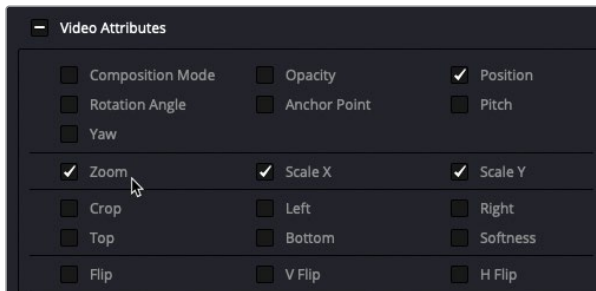 Video Attributes
Composition Mode Opacity Position
Rotation Angle Anchor Point Pitch
Yaw
Zoom Scale X Scale Y
Crop Left Right
Top Bottom Softness
Flip V Flip H Flip